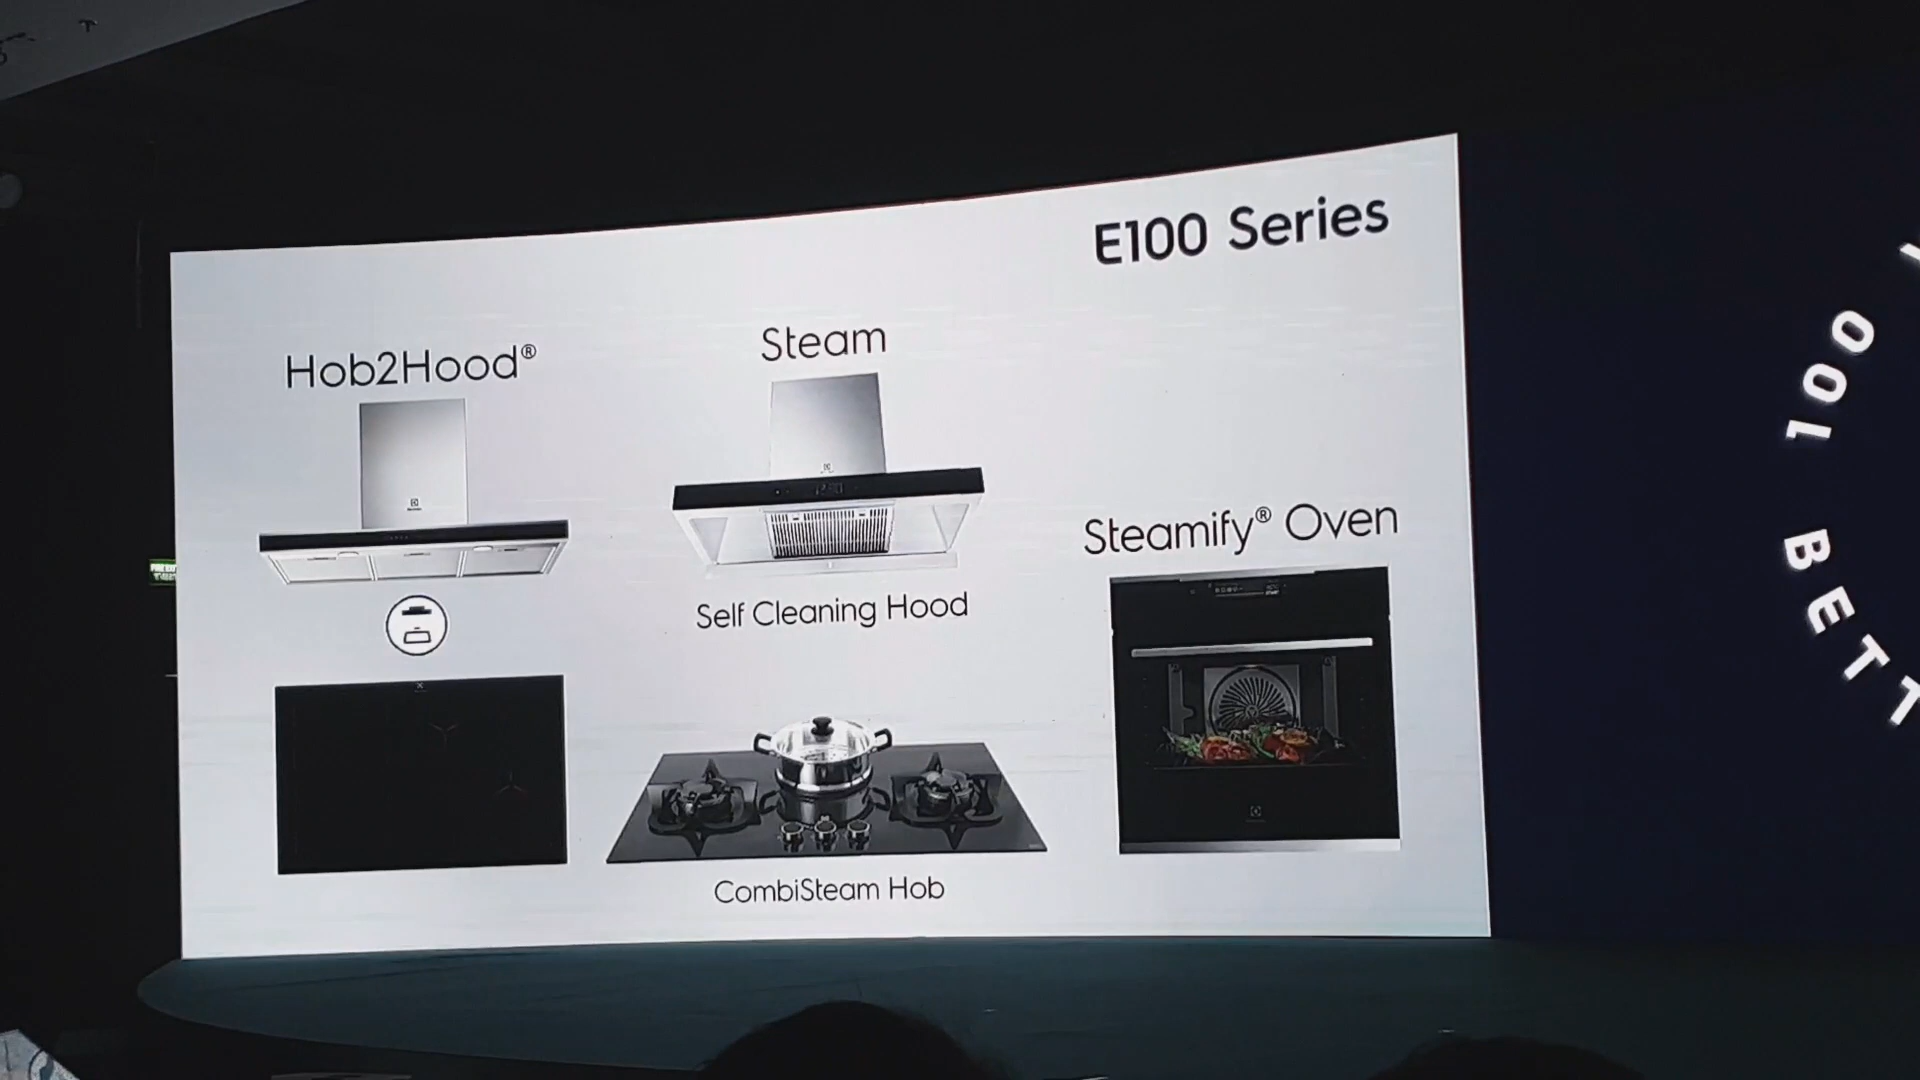 E100 Series
Hob2Hood®
Steam
Self Cleaning Hood
CombiSteam Hob
Steamify® Oven
100
BETT